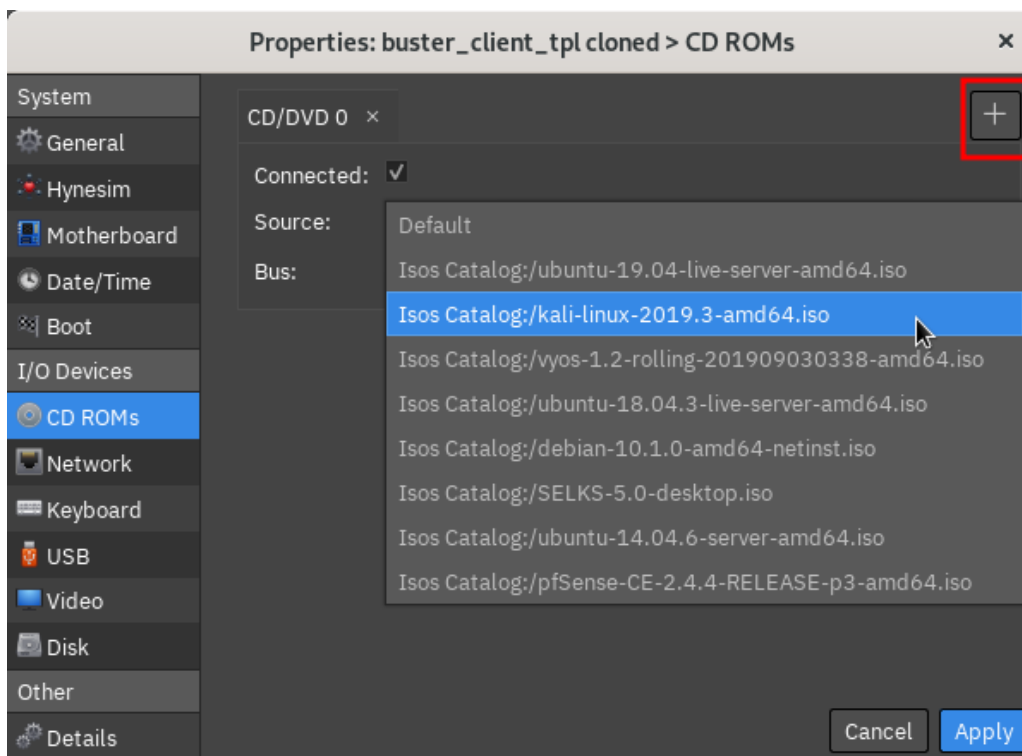 Properties: buster_client_tpl cloned > CD ROMs ×
System
General
Hynesim
Motherboard
Date/Time
Boot
I/O Devices
CD ROMs
Network
Keyboard
USB
Video
Disk
Other
Details
CD/DVD 0 ×
+
Connected: ✓
Source:
Bus:
Default
Isos Catalog:/ubuntu-19.04-live-server-amd64.iso
Isos Catalog:/kali-linux-2019.3-amd64.iso
Isos Catalog:/vyos-1.2-rolling-201909030338-amd64.iso
Isos Catalog:/ubuntu-18.04.3-live-server-amd64.iso
Isos Catalog:/debian-10.1.0-amd64-netinst.iso
Isos Catalog:/SELKS-5.0-desktop.iso
Isos Catalog:/ubuntu-14.04.6-server-amd64.iso
Isos Catalog:/pfSense-CE-2.4.4-RELEASE-p3-amd64.iso
Cancel Apply